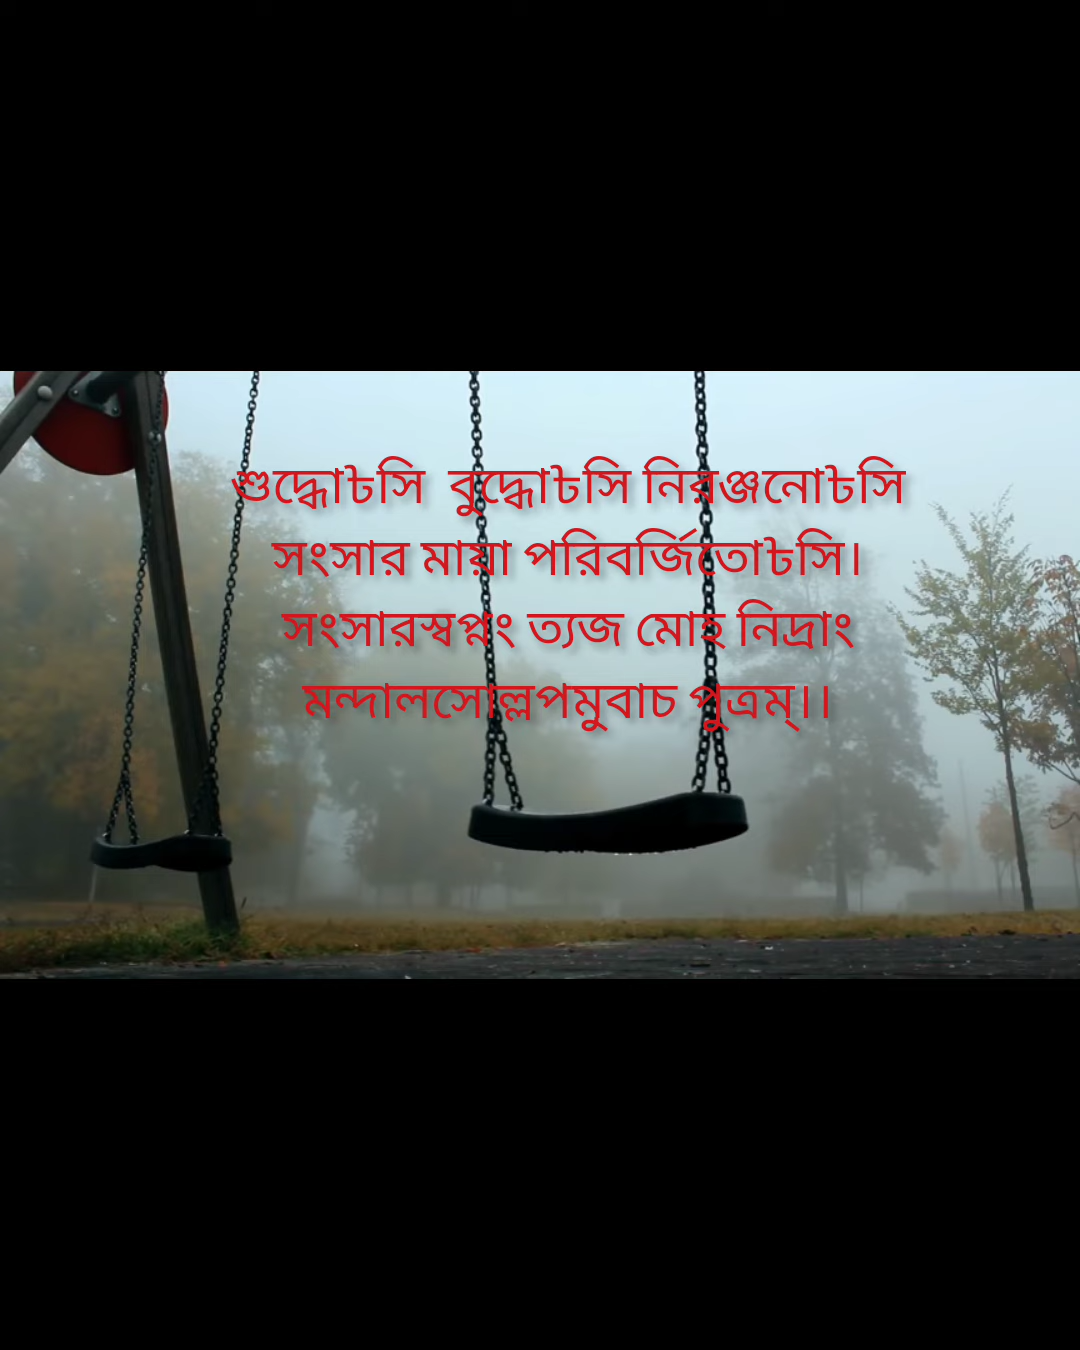 শুদ্ধোঽসি বুদ্ধোঽসি নিরঞ্জনোঽসি
সংসার মায়া পরিবর্জিতোঽসি।
সংসারস্বপ্নং ত্যজ মোহ নিদ্রাং
মন্দালসোল্লপমুবাচ পুত্রম্।।